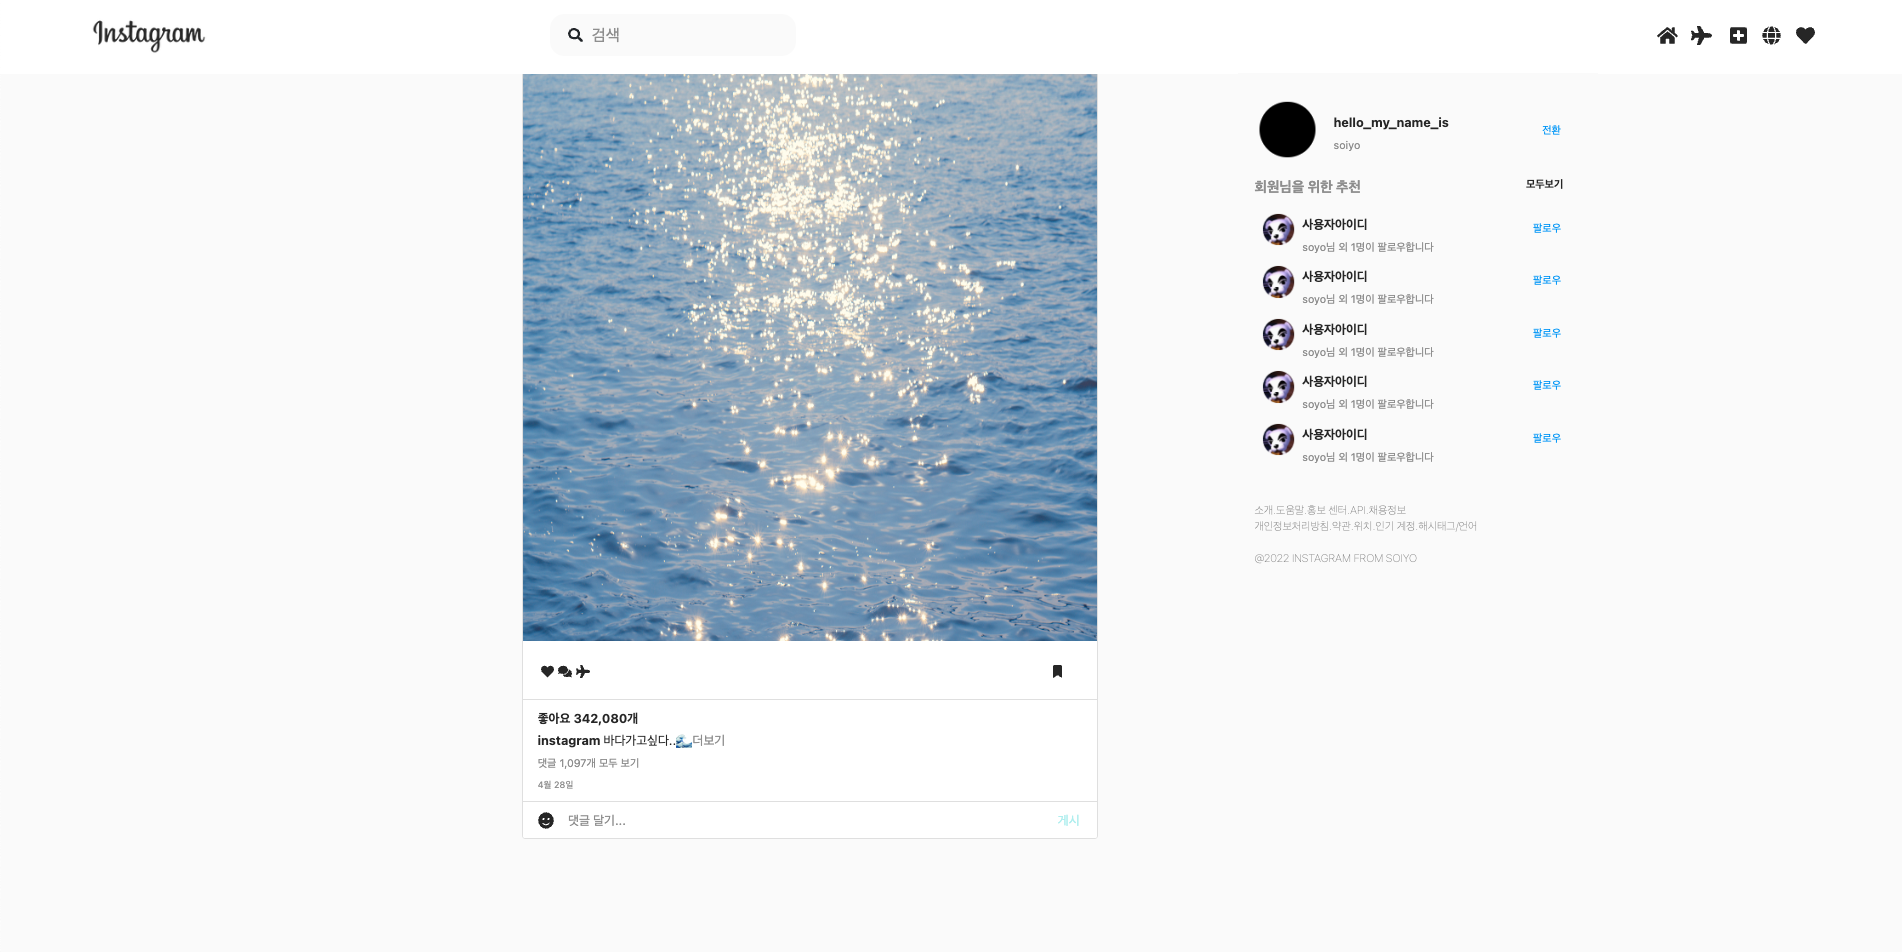 Instagram
검색
hello_my_name_is
soiyo
전환
회원님을 위한 추천
모두보기
사용자아이디
soyo님 외 1명이 팔로우합니다
팔로우
사용자아이디
soyo님 외 1명이 팔로우합니다
팔로우
사용자아이디
soyo님 외 1명이 팔로우합니다
팔로우
사용자아이디
soyo님 외 1명이 팔로우합니다
팔로우
사용자아이디
soyo님 외 1명이 팔로우합니다
팔로우
소개.도움말.홍보 센터.API.채용정보
개인정보처리방침.약관.위치.인기 계정.해시태그/언어
@2022 INSTAGRAM FROM SOIYO
좋아요 342,080개
instagram 바다가고싶다..🌊더보기
댓글 1,097개 모두 보기
4월 28일
댓글 달기...
게시